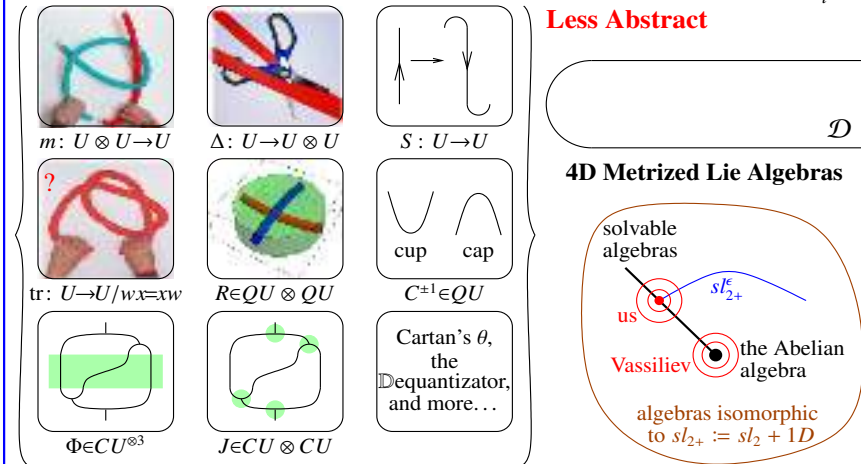 Less Abstract
m: U ⊗ U→U
Δ: U→U ⊗ U
S: U→U
𝒟
?
cup
cap
tr: U→U/wx=xw
R∈QU ⊗ QU
C^{±1}∈QU
Cartan's θ,
the
𝔻equantizator,
and more…
Φ∈CU^{⊗3}
J∈CU ⊗ CU
4D Metrized Lie Algebras
solvable
algebras
sl^ϵ_{2+}
us
Vassiliev
the Abelian
algebra
algebras isomorphic
to sl_{2+} ≔ sl_2 + 1D